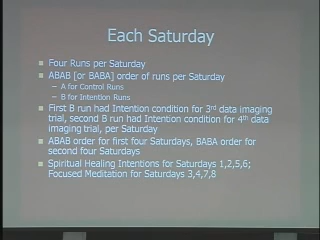 Each Saturday
Four Runs per Saturday
ABAB [or BABA] order of runs per Saturday
– A for Control Runs
– B for Intention Runs
First B run had Intention condition for 3rd data imaging
trial, second B run had Intention condition for 4th data
imaging trial, per Saturday
ABAB order for first four Saturdays, BABA order for
second four Saturdays
Spiritual Healing Intentions for Saturdays 1,2,5,6;
Focused Meditation for Saturdays 3,4,7,8